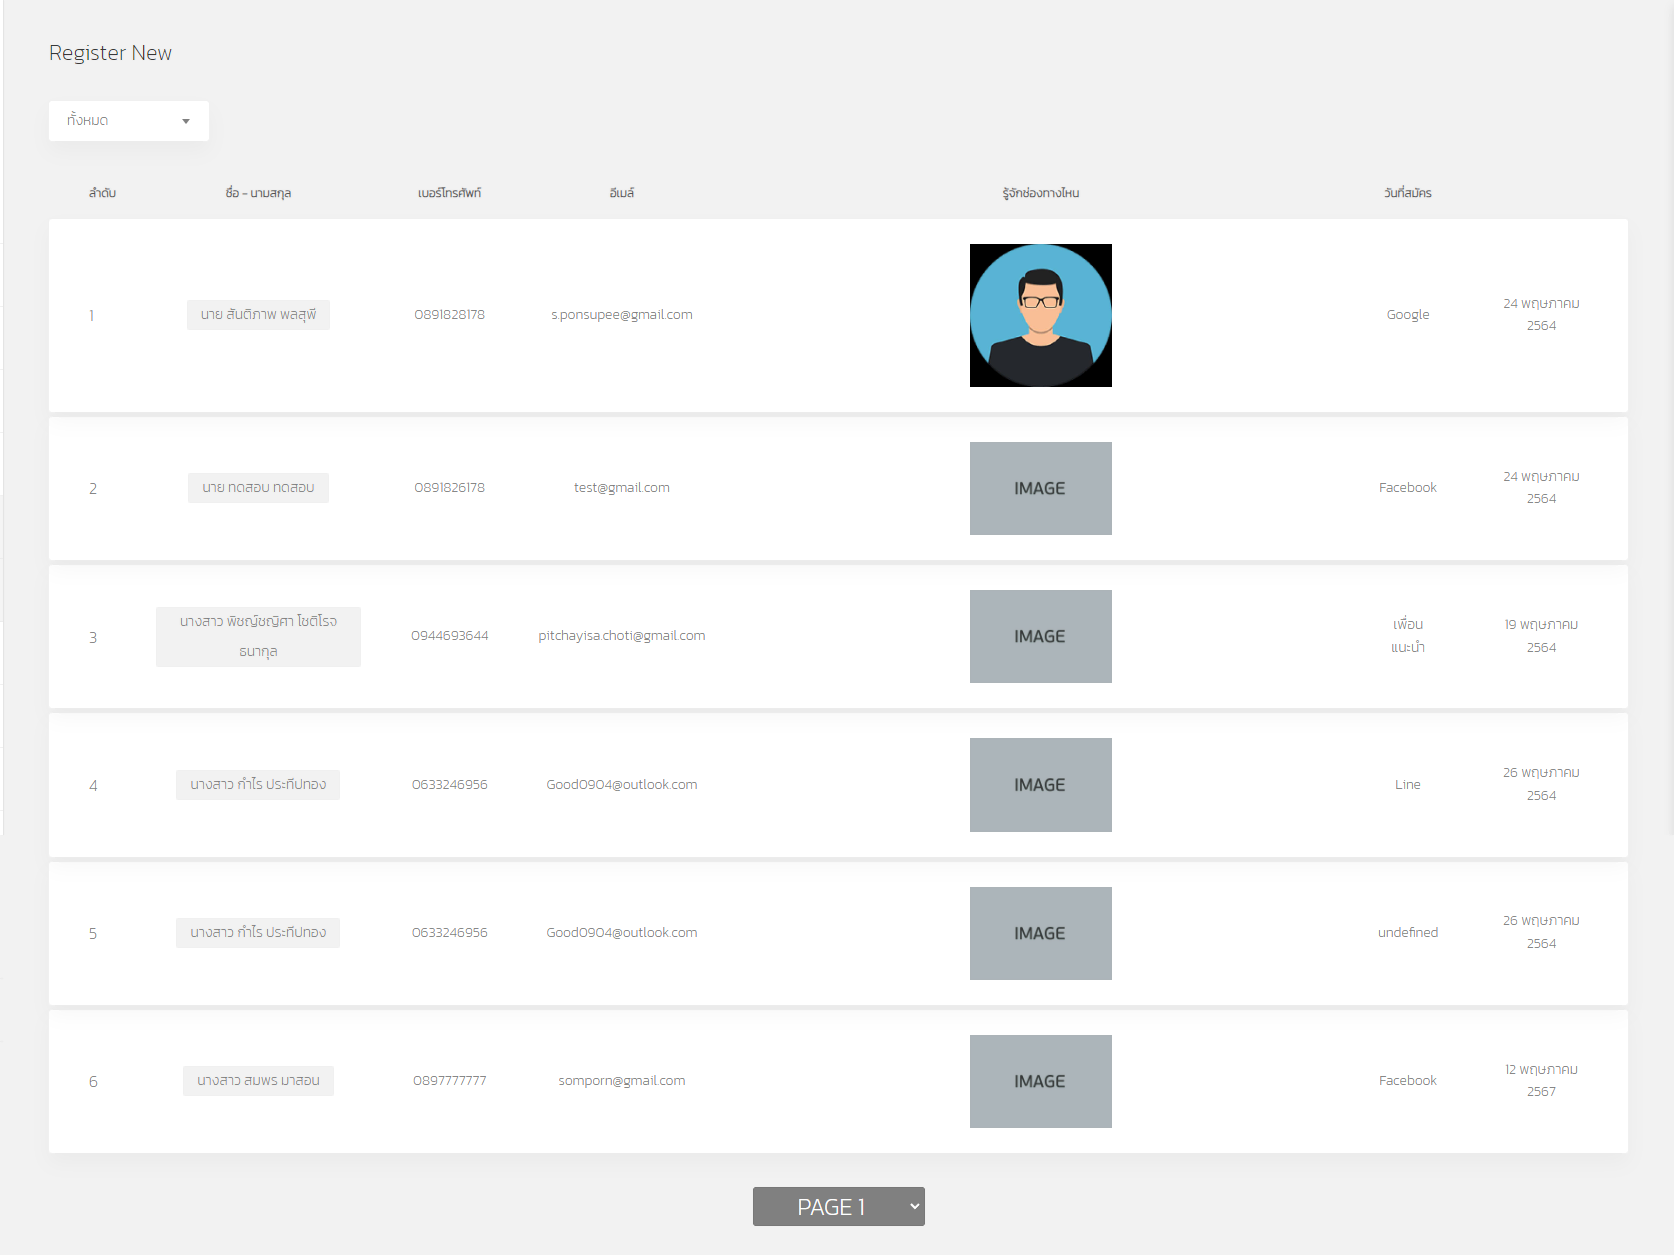 Register New
ทั้งหมด
ลำดับ ชื่อ - นามสกุล เบอร์โทรศัพท์ อีเมล์ รู้จักช่องทางไหน วันที่สมัคร
1 นาย สันติภาพ พลสุพี 0891828178 s.ponsupee@gmail.com Google 24 พฤษภาคม
2564
2 นาย ทดสอบ ทดสอบ 0891826178 test@gmail.com IMAGE Facebook 24 พฤษภาคม
2564
3 นางสาว พิชญ์ชญิศา โชติโรจ
ธนากุล 0944693644 pitchayisa.choti@gmail.com IMAGE เพื่อน
แนะนำ 19 พฤษภาคม
2564
4 นางสาว กำไร ประทีปทอง 0633246956 Good0904@outlook.com IMAGE Line 26 พฤษภาคม
2564
5 นางสาว กำไร ประทีปทอง 0633246956 Good0904@outlook.com IMAGE undefined 26 พฤษภาคม
2564
6 นางสาว สมพร มาสอน 0897777777 somporn@gmail.com IMAGE Facebook 12 พฤษภาคม
2567
PAGE 1